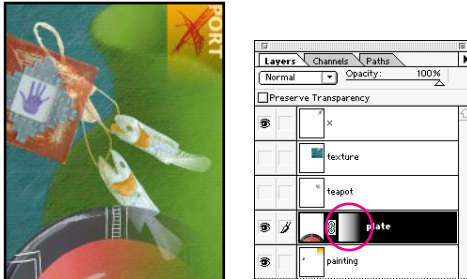 X
PORT
Layers Channels Paths
Normal Opacity: 100%
Preserve Transparency
x
texture
teapot
plate
painting